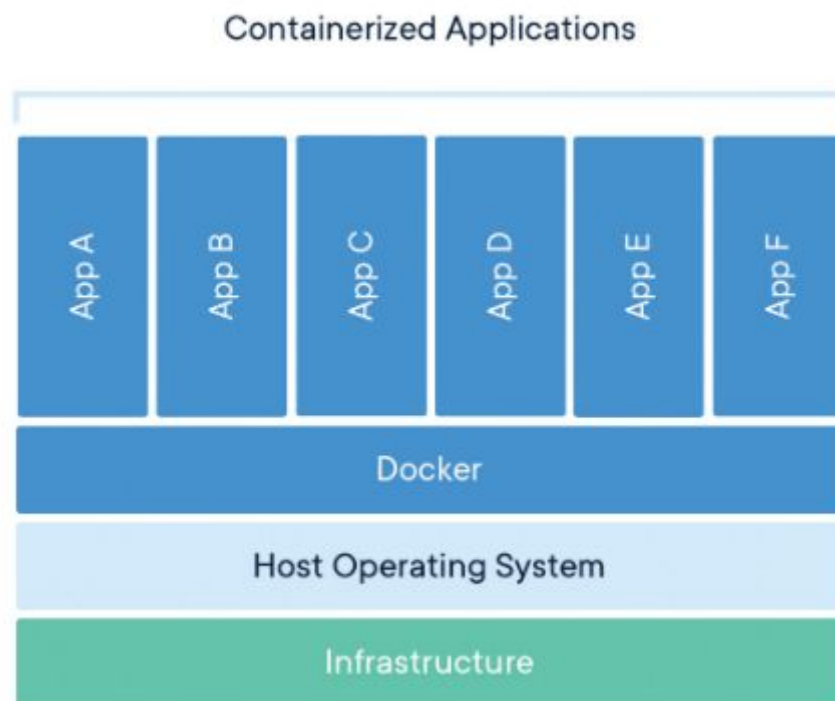 Containerized Applications
App A
App B
App C
App D
App E
App F
Docker
Host Operating System
Infrastructure